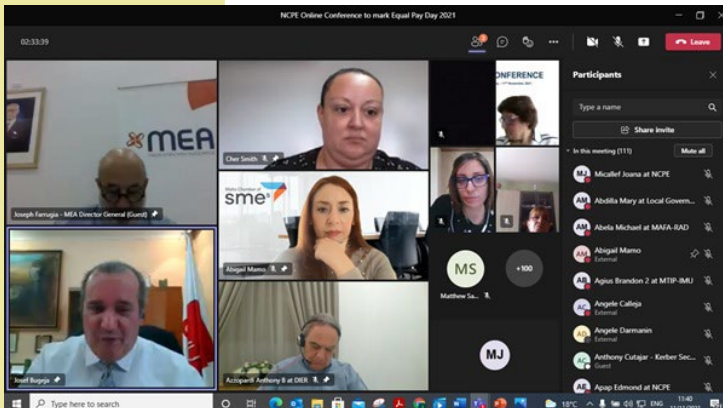 NCPE Online Conference to mark Equal Pay Day 2021
02:33:39
Leave
MEA
Joseph Farrugia - MEA Director General (Guest)
Cher Smith
CONFERENCE
Malta Chamber of
smes
Abigail Mamo
Josef Bugeja
Azzopardi Anthony B at DIER
MS
Matthew Sa...
+100
MJ
Participants
Type a name
Share invite
In this meeting (111)
Mute all
MJ
Micallef Joana at NCPE
AM
Abdilla Mary at Local Govern...
AM
Abela Michael at MAFA-RAD
AM
Abigail Mamo
External
AB
Agius Brandon 2 at MTIP-IMU
AC
Angele Calleja
External
AD
Angele Darmanin
External
AC
Anthony Cutajar - Kerber Sec...
Guest
AE
Apap Edmond at NCPE
Type here to search
18°C
ENG
11:40